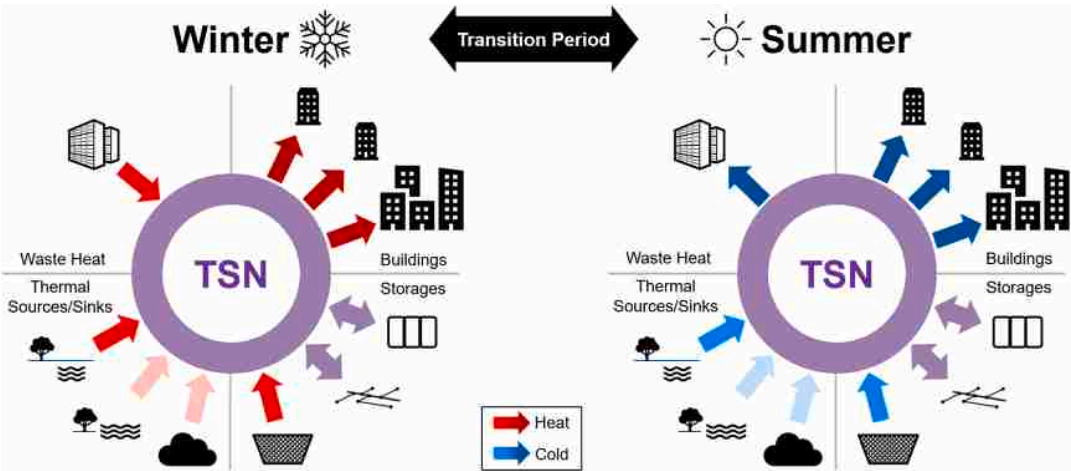 Winter
Transition Period
Summer
Waste Heat
Buildings
Thermal
Sources/Sinks
Storages
TSN
Waste Heat
Buildings
Thermal
Sources/Sinks
Storages
TSN
Heat
Cold